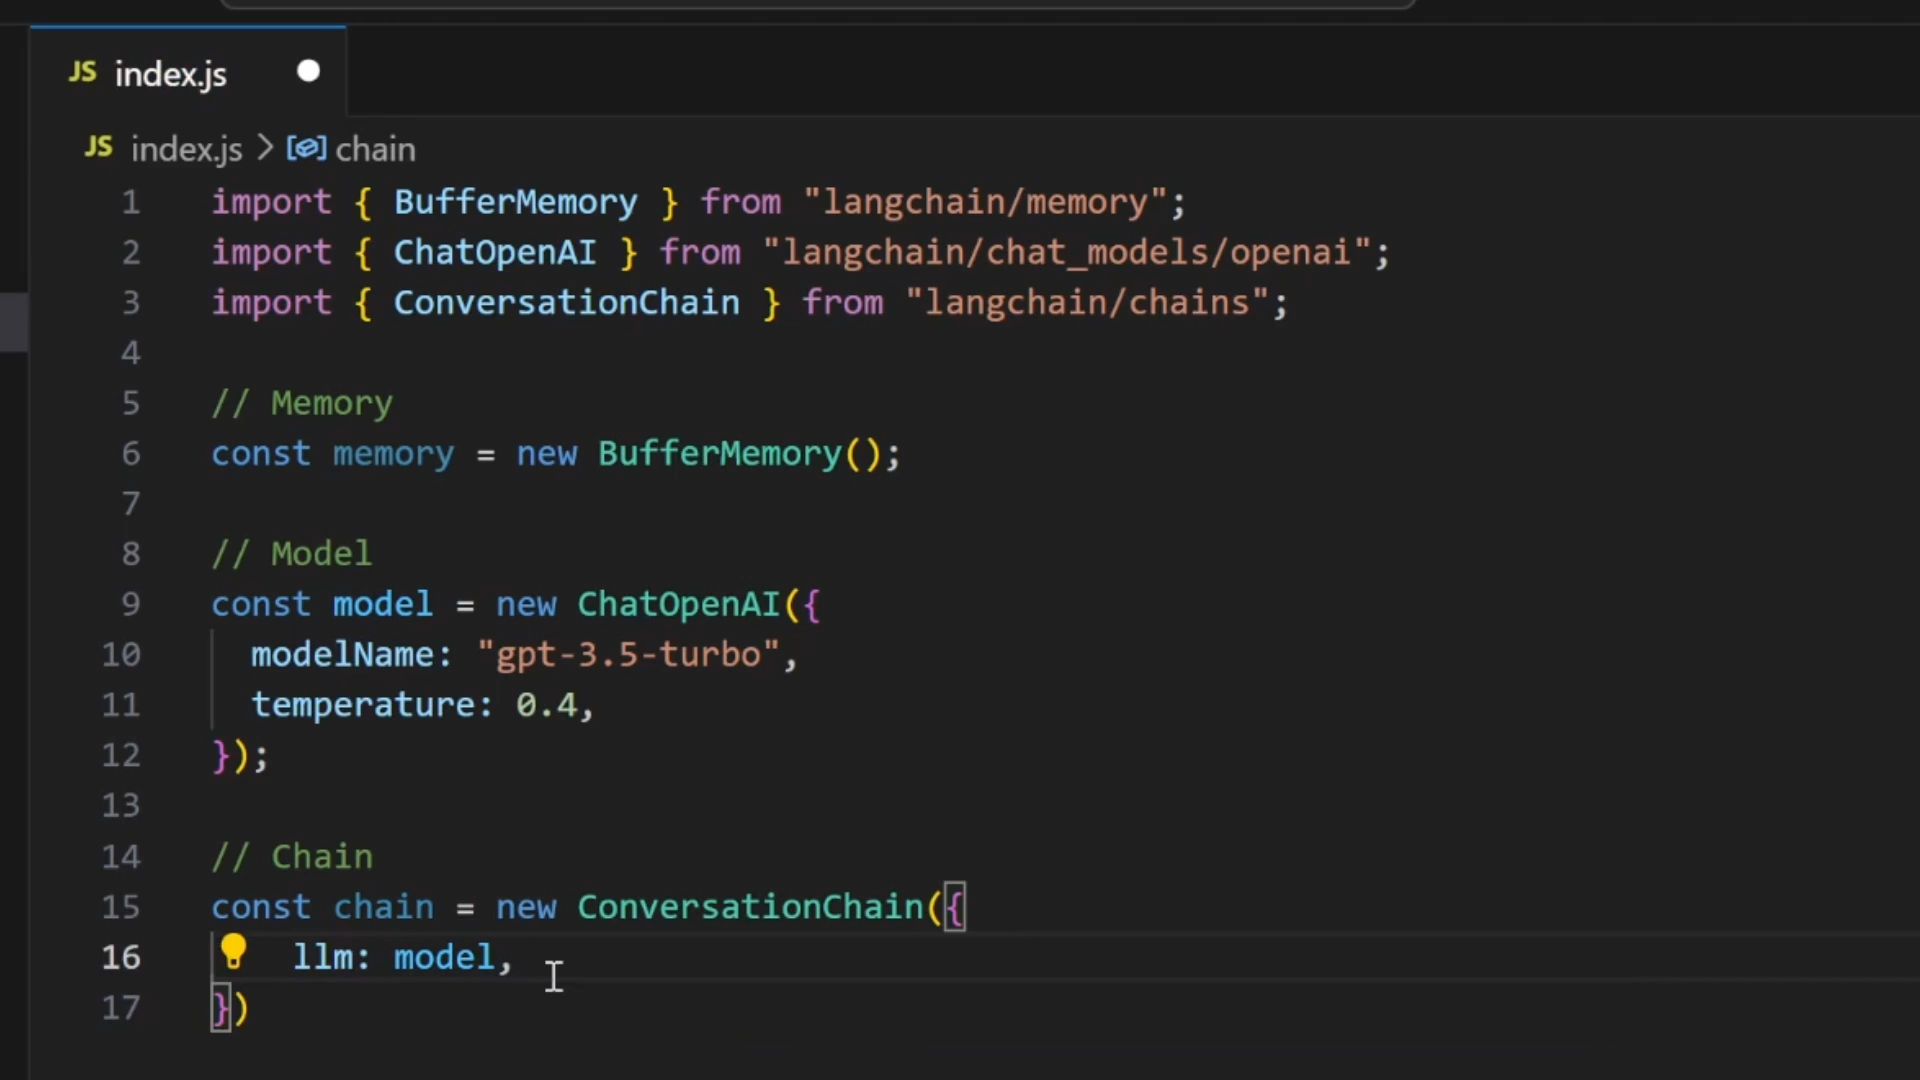 JS index.js
JS index.js > chain
1 import { BufferMemory } from "langchain/memory";
2 import { ChatOpenAI } from "langchain/chat_models/openai";
3 import { ConversationChain } from "langchain/chains";
4
5 // Memory
6 const memory = new BufferMemory();
7
8 // Model
9 const model = new ChatOpenAI({
10   modelName: "gpt-3.5-turbo",
11   temperature: 0.4,
12 });
13
14 // Chain
15 const chain = new ConversationChain({
16     llm: model,
17 })